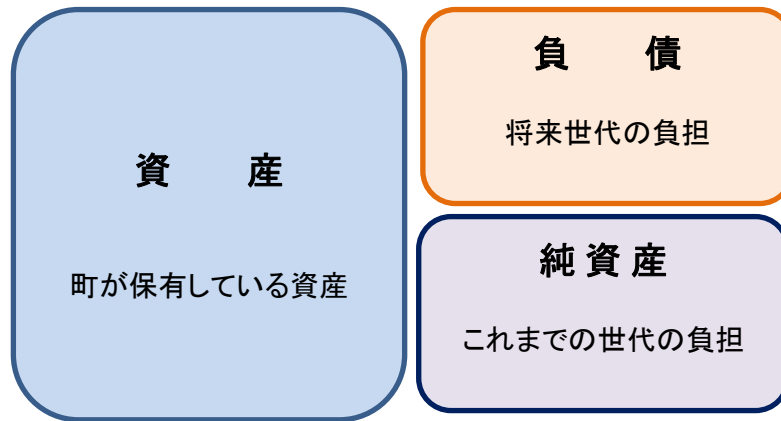 資　　産
町が保有している資産
負　　債
将来世代の負担
純 資 産
これまでの世代の負担